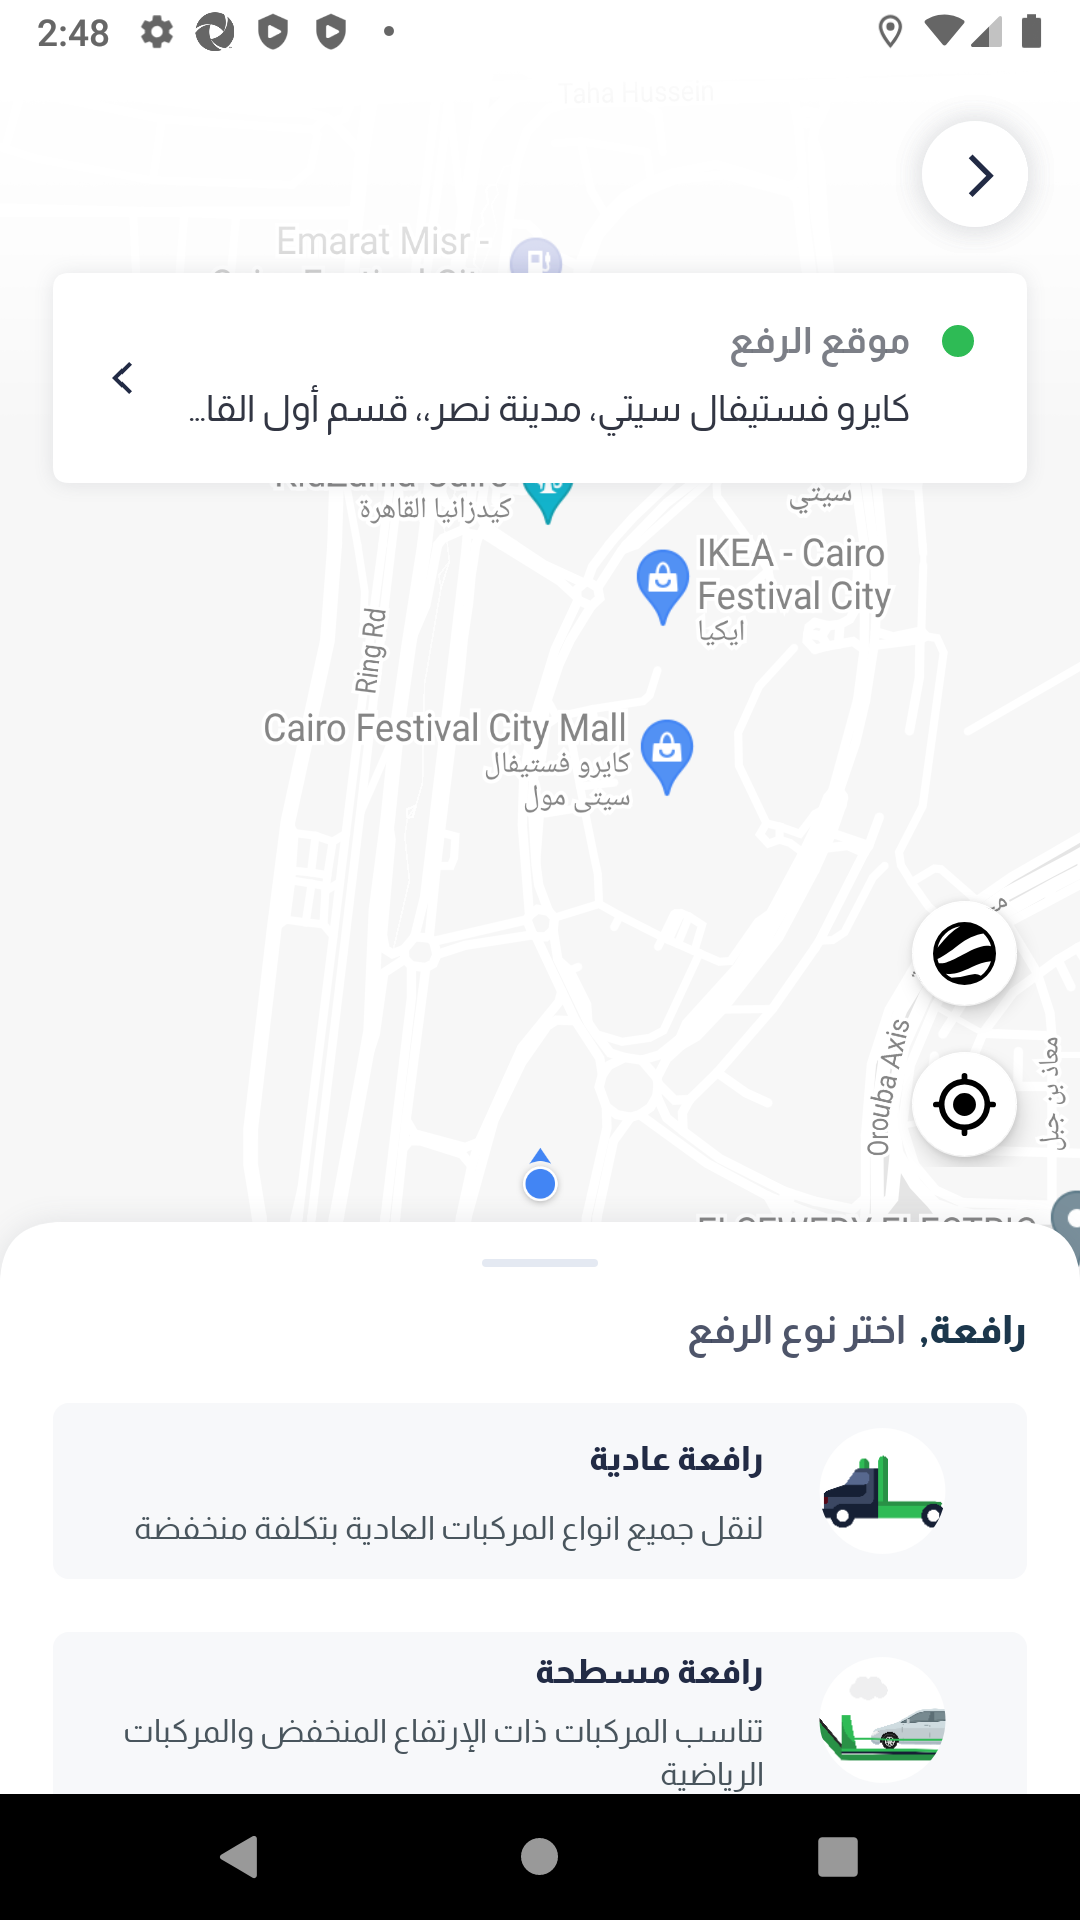 2:48
Taha Hussein
Emarat Misr -
موقع الرفع
كايرو فستيفال سيتي، مدينة نصر،، قسم أول القا...
كيدزانيا القاهرة
سيتي
IKEA - Cairo
Festival City
ايكيا
Ring Rd
Cairo Festival City Mall
كايرو فستيفال
سيتى مول
Orouba Axis
معاذ بن جبل
رافعة, اختر نوع الرفع
رافعة عادية
لنقل جميع انواع المركبات العادية بتكلفة منخفضة
رافعة مسطحة
تناسب المركبات ذات الإرتفاع المنخفض والمركبات
الرياضية